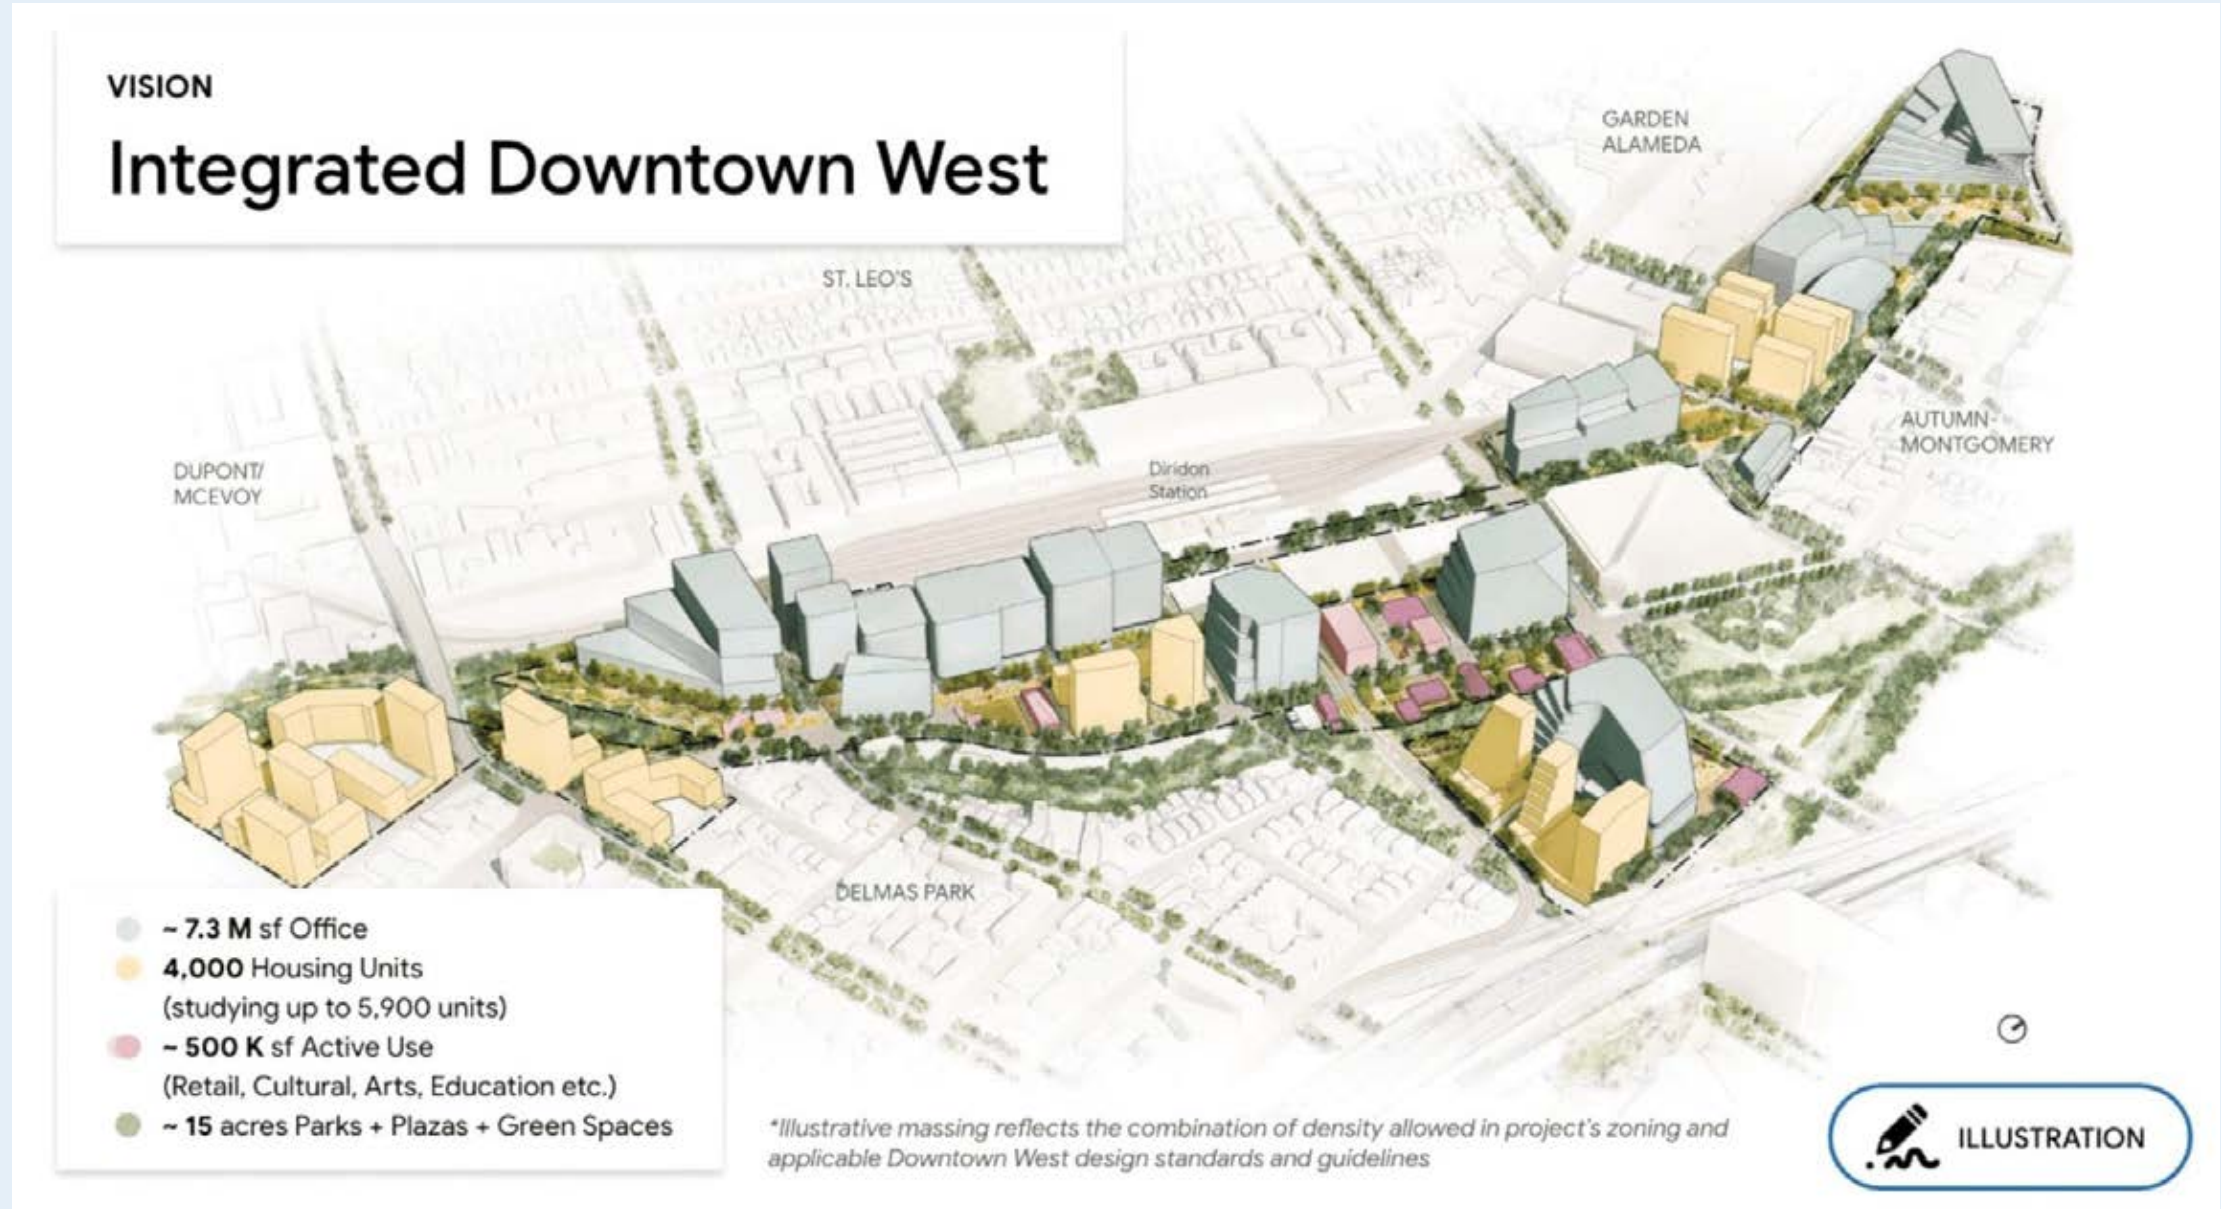 VISION
Integrated Downtown West
GARDEN
ALAMEDA
ST. LEO'S
AUTUMN-
MONTGOMERY
DUPONT/
MCEVOY
Diridon
Station
DELMAS PARK
~ 7.3 M sf Office
4,000 Housing Units
(studying up to 5,900 units)
~ 500 K sf Active Use
(Retail, Cultural, Arts, Education etc.)
~ 15 acres Parks + Plazas + Green Spaces
*Illustrative massing reflects the combination of density allowed in project's zoning and
applicable Downtown West design standards and guidelines
ILLUSTRATION